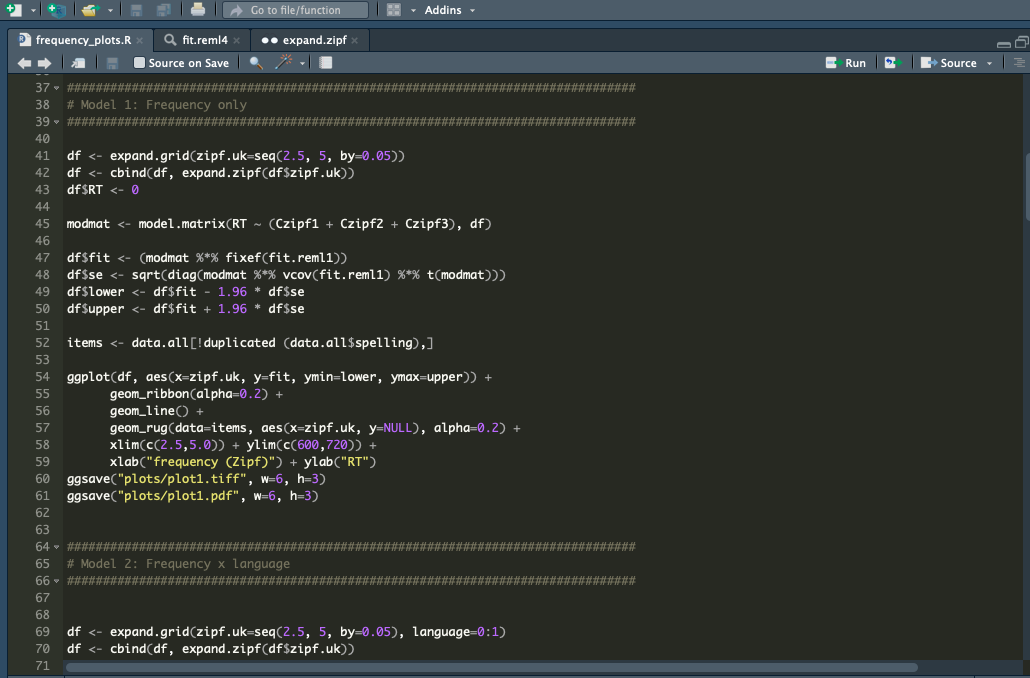 Go to file/function
Addins
frequency_plots.R
fit.reml4
expand.zipf
Source on Save
Run
Source
37 ###############################################################################
38 # Model 1: Frequency only
39 ###############################################################################
40
41 df <- expand.grid(zipf.uk=seq(2.5, 5, by=0.05))
42 df <- cbind(df, expand.zipf(df$zipf.uk))
43 df$RT <- 0
44
45 modmat <- model.matrix(RT ~ (Czipf1 + Czipf2 + Czipf3), df)
46
47 df$fit <- (modmat %*% fixef(fit.reml1))
48 df$se <- sqrt(diag(modmat %*% vcov(fit.reml1) %*% t(modmat)))
49 df$lower <- df$fit - 1.96 * df$se
50 df$upper <- df$fit + 1.96 * df$se
51
52 items <- data.all[!duplicated (data.all$spelling),]
53
54 ggplot(df, aes(x=zipf.uk, y=fit, ymin=lower, ymax=upper)) +
55 geom_ribbon(alpha=0.2) +
56 geom_line() +
57 geom_rug(data=items, aes(x=zipf.uk, y=NULL), alpha=0.2) +
58 xlim(c(2.5,5.0)) + ylim(c(600,720)) +
59 xlab("frequency (Zipf)") + ylab("RT")
60 ggsave("plots/plot1.tiff", w=6, h=3)
61 ggsave("plots/plot1.pdf", w=6, h=3)
62
63
64 ###############################################################################
65 # Model 2: Frequency x language
66 ###############################################################################
67
68
69 df <- expand.grid(zipf.uk=seq(2.5, 5, by=0.05), language=0:1)
70 df <- cbind(df, expand.zipf(df$zipf.uk))
71